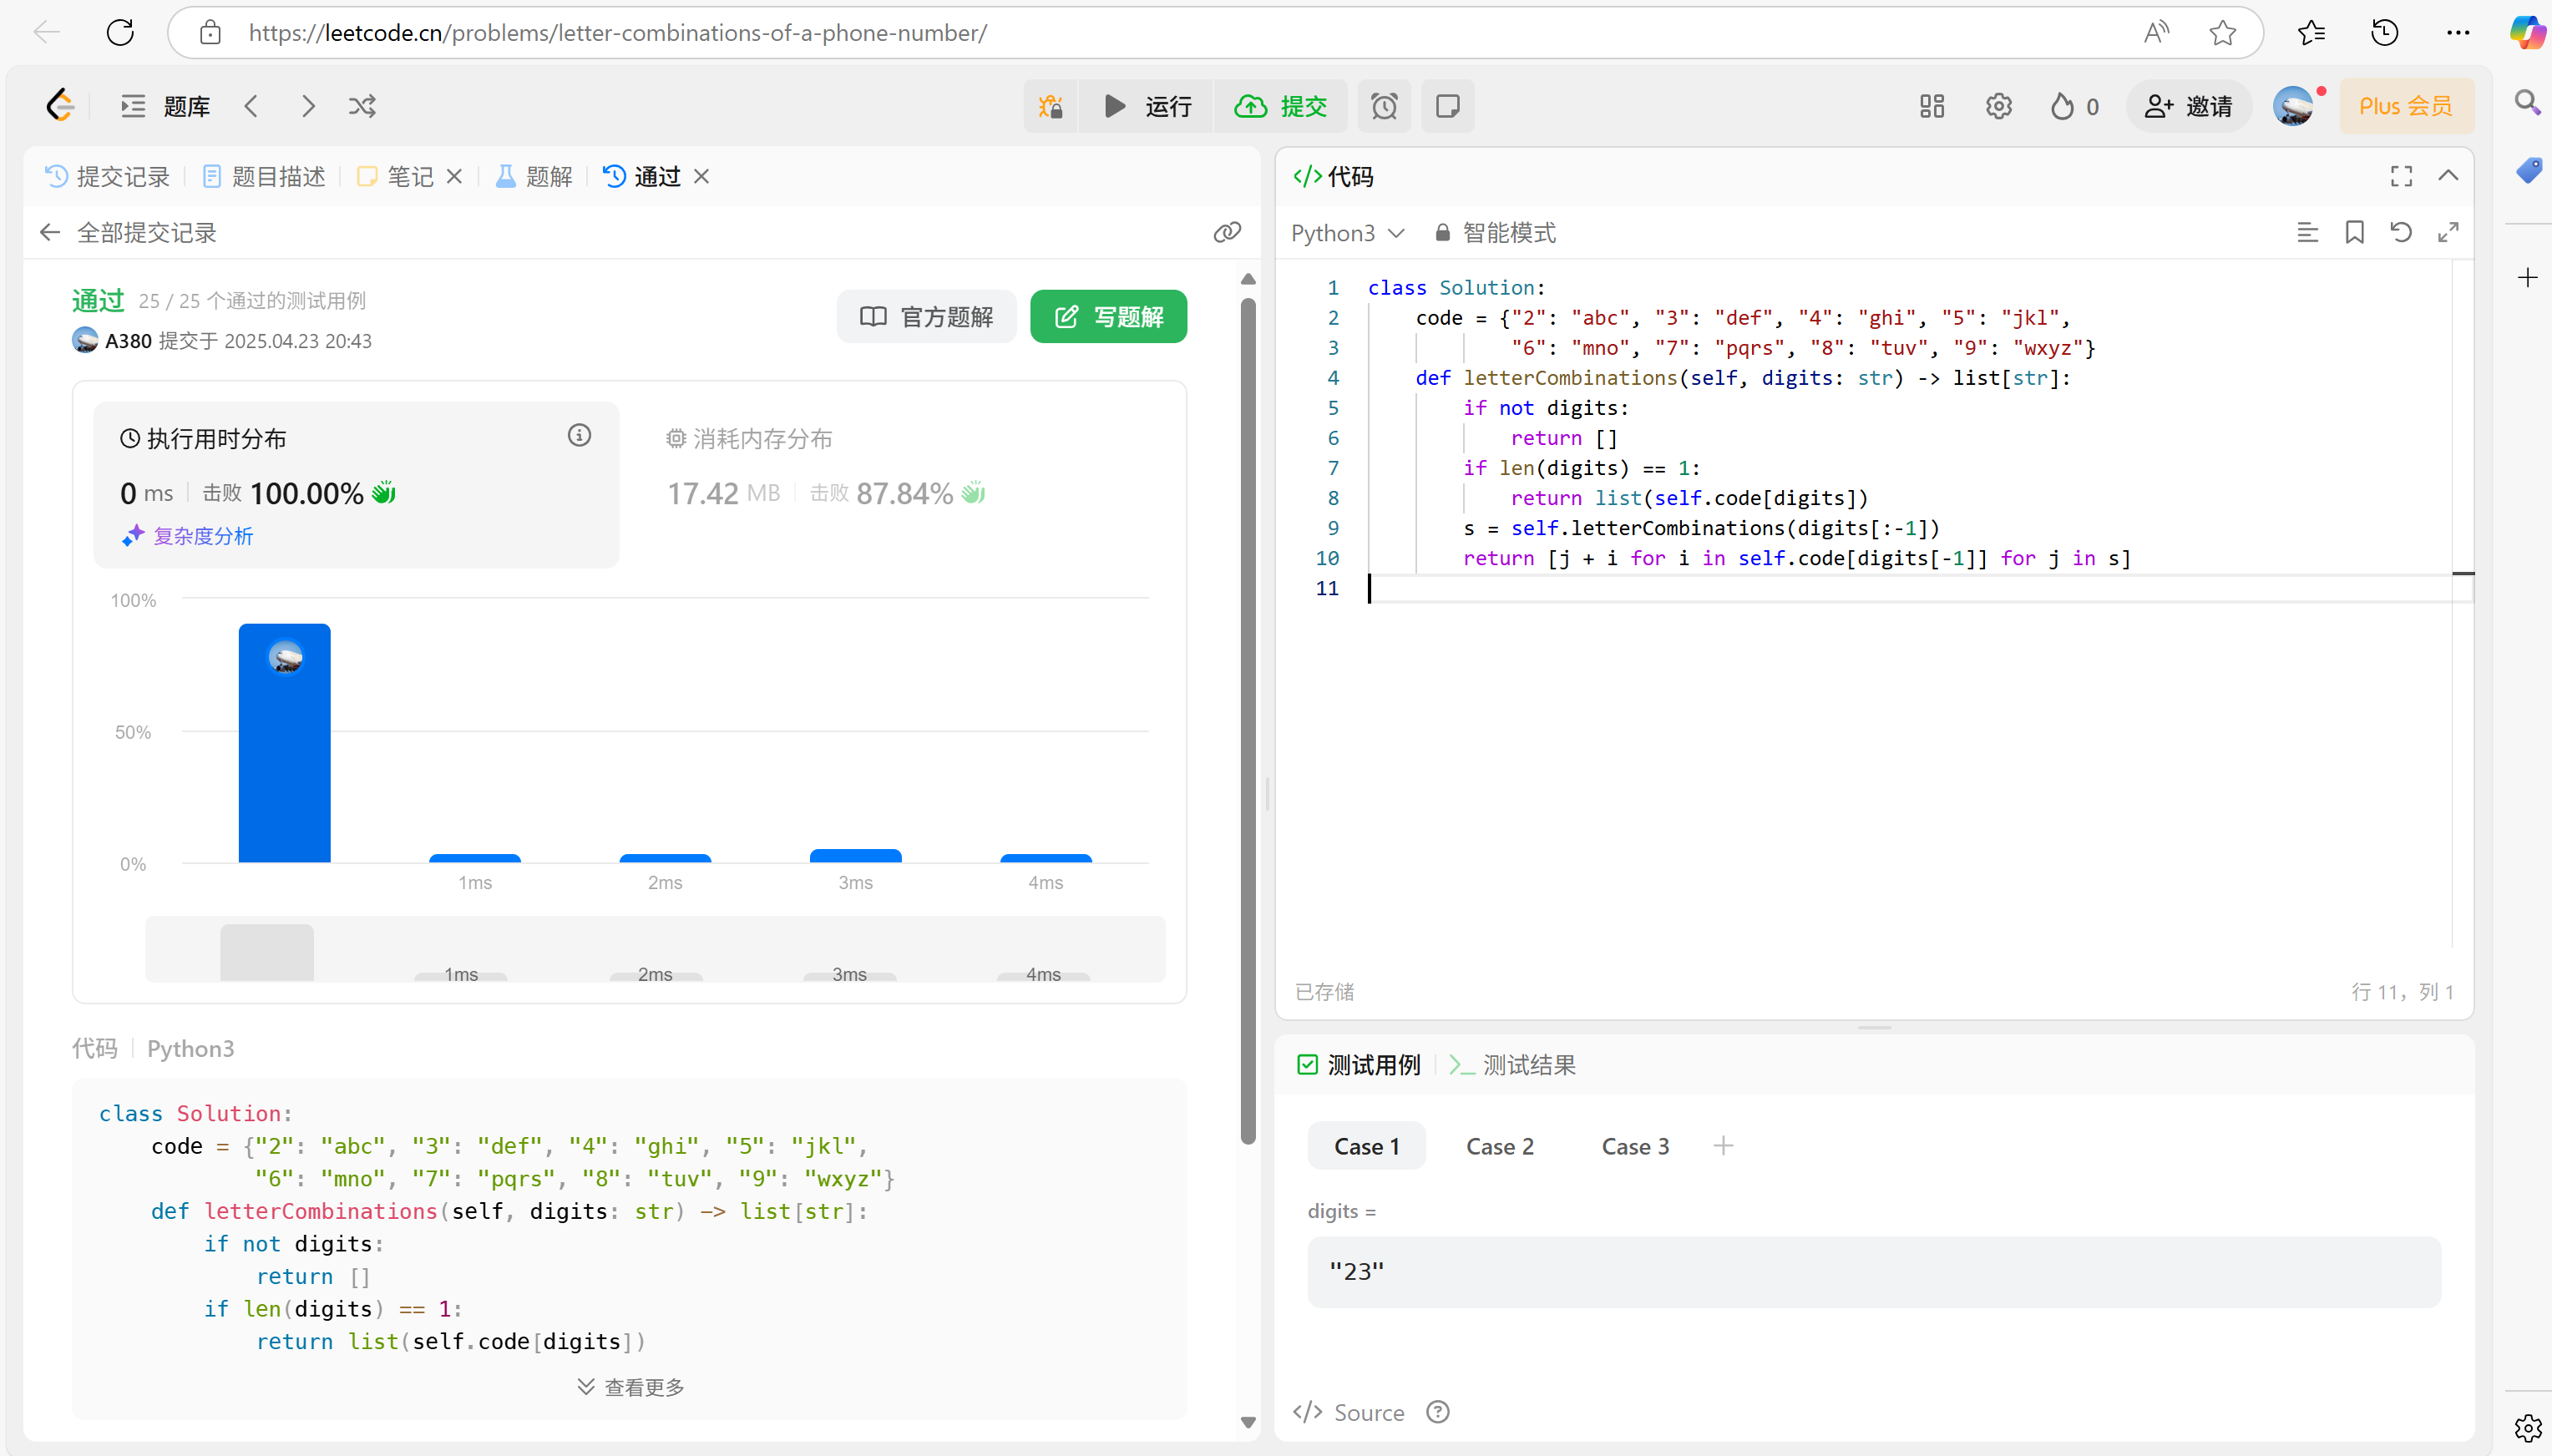 https://leetcode.cn/problems/letter-combinations-of-a-phone-number/
题库
运行
提交
0
邀请
Plus 会员
提交记录
题目描述
笔记
题解
通过
全部提交记录
通过 25 / 25 个通过的测试用例
A380 提交于 2025.04.23 20:43
官方题解
写题解
执行用时分布
0 ms 击败 100.00%
复杂度分析
消耗内存分布
17.42 MB 击败 87.84%
100%
50%
0%
1ms 2ms 3ms 4ms
1ms 2ms 3ms 4ms
代码 Python3
class Solution:
    code = {"2": "abc", "3": "def", "4": "ghi", "5": "jkl",
            "6": "mno", "7": "pqrs", "8": "tuv", "9": "wxyz"}
    def letterCombinations(self, digits: str) -> list[str]:
        if not digits:
            return []
        if len(digits) == 1:
            return list(self.code[digits])
查看更多
</> 代码
Python3 智能模式
1 class Solution:
2     code = {"2": "abc", "3": "def", "4": "ghi", "5": "jkl",
3             "6": "mno", "7": "pqrs", "8": "tuv", "9": "wxyz"}
4     def letterCombinations(self, digits: str) -> list[str]:
5         if not digits:
6             return []
7         if len(digits) == 1:
8             return list(self.code[digits])
9         s = self.letterCombinations(digits[:-1])
10         return [j + i for i in self.code[digits[-1]] for j in s]
11
已存储
行 11，列 1
测试用例
测试结果
Case 1 Case 2 Case 3
digits =
"23"
</> Source